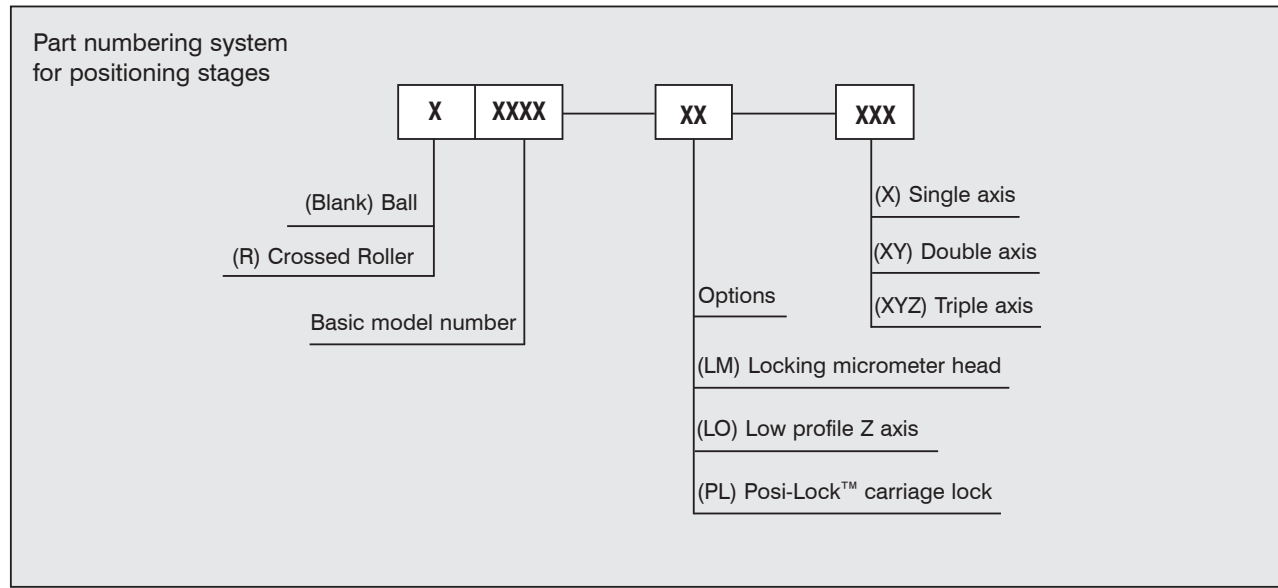 Part numbering system
for positioning stages
X XXXX XX XXX
(Blank) Ball
(R) Crossed Roller
Basic model number
Options
(LM) Locking micrometer head
(LO) Low profile Z axis
(PL) Posi-Lock™ carriage lock
(X) Single axis
(XY) Double axis
(XYZ) Triple axis